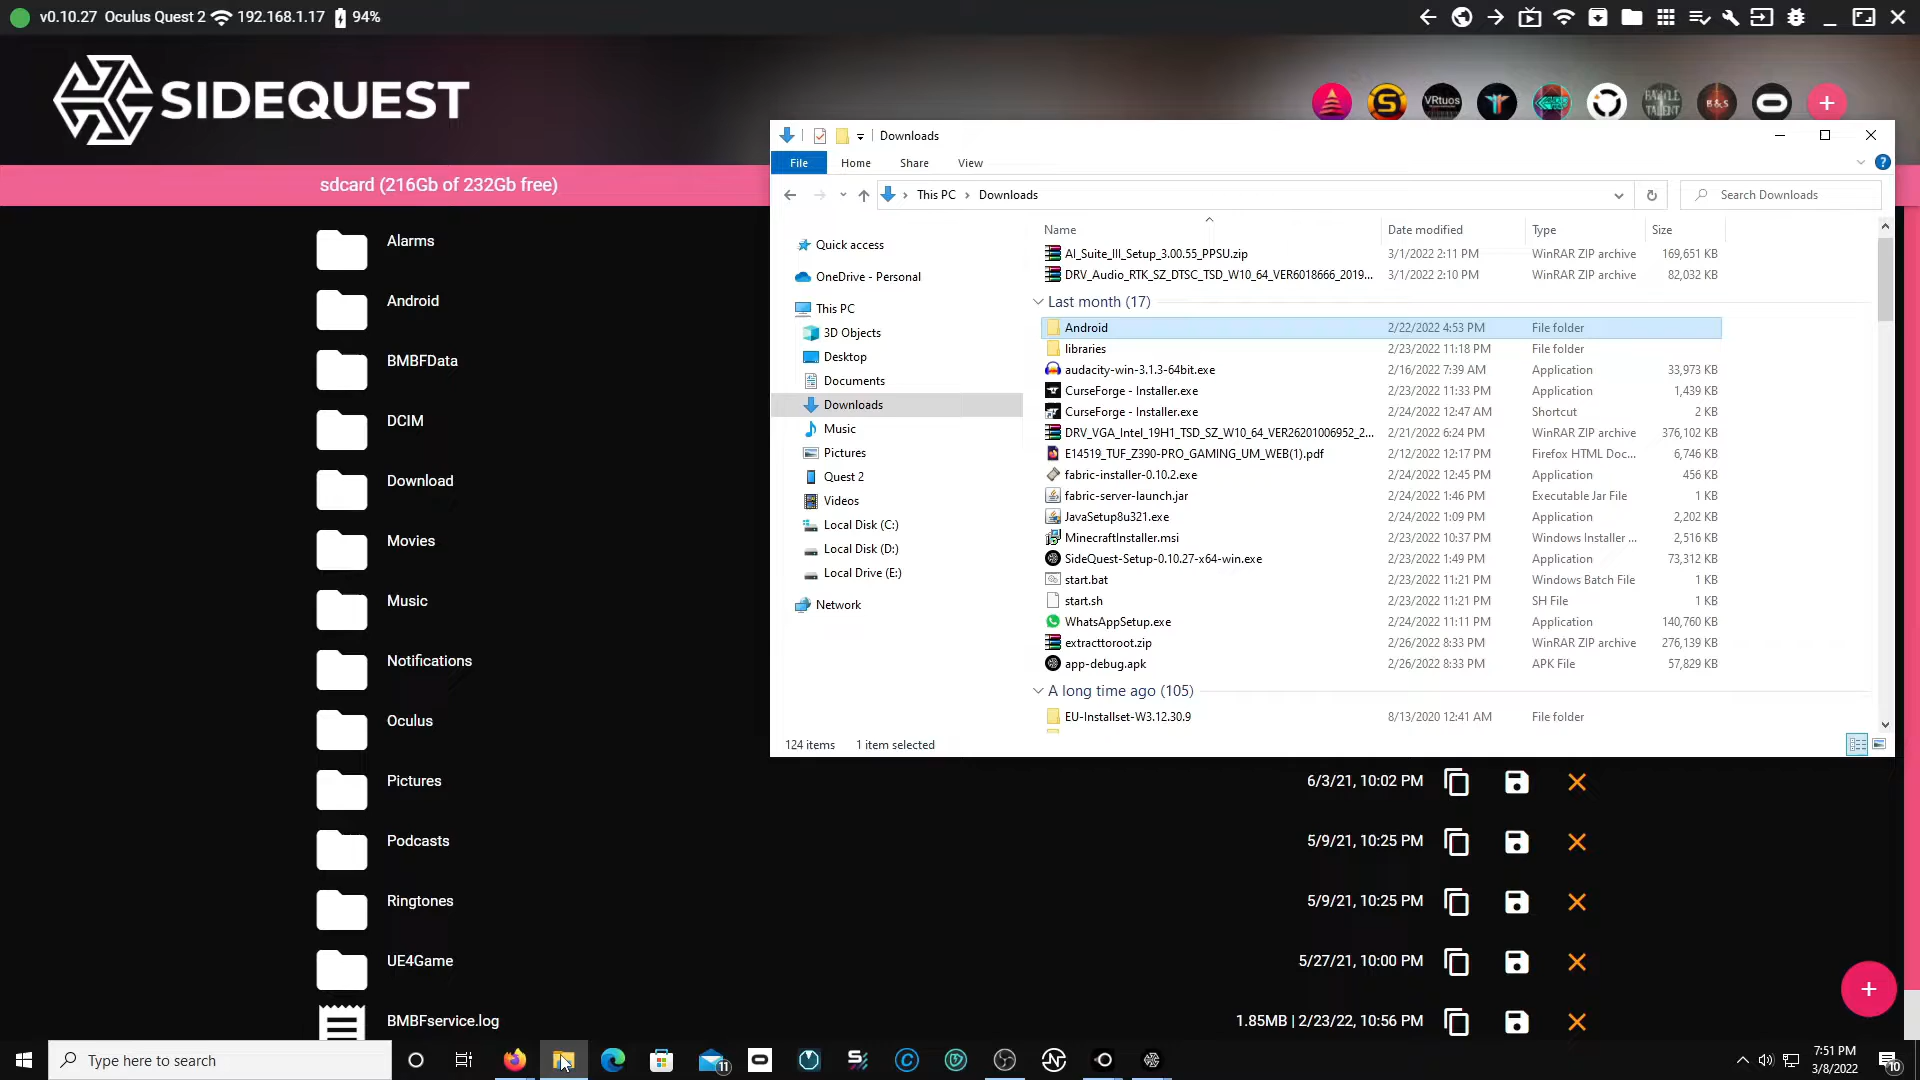 v0.10.27 Oculus Quest 2 192.168.1.17 94%
SIDEQUEST
VRtuos
BATTLE TALENT
B&S
sdcard (216Gb of 232Gb free)
Alarms
Android
BMBFData
DCIM
Download
Movies
Music
Notifications
Oculus
Pictures 6/3/21, 10:02 PM
Podcasts 5/9/21, 10:25 PM
Ringtones 5/9/21, 10:25 PM
UE4Game 5/27/21, 10:00 PM
BMBFservice.log 1.85MB | 2/23/22, 10:56 PM
Downloads
File Home Share View
This PC Downloads
Search Downloads
Quick access
OneDrive - Personal
This PC
3D Objects
Desktop
Documents
Downloads
Music
Pictures
Quest 2
Videos
Local Disk (C:)
Local Disk (D:)
Local Drive (E:)
Network
Name Date modified Type Size
AI_Suite_III_Setup_3.00.55_PPSU.zip 3/1/2022 2:11 PM WinRAR ZIP archive 169,651 KB
DRV_Audio_RTK_SZ_DTSC_TSD_W10_64_VER6018666_2019... 3/1/2022 2:10 PM WinRAR ZIP archive 82,032 KB
Last month (17)
Android 2/22/2022 4:53 PM File folder
libraries 2/23/2022 11:18 PM File folder
audacity-win-3.1.3-64bit.exe 2/16/2022 7:39 AM Application 33,973 KB
CurseForge - Installer.exe 2/23/2022 11:33 PM Application 1,439 KB
CurseForge - Installer.exe 2/24/2022 12:47 AM Shortcut 2 KB
DRV_VGA_Intel_19H1_TSD_SZ_W10_64_VER26201006952_2... 2/21/2022 6:24 PM WinRAR ZIP archive 376,102 KB
E14519_TUF_Z390-PRO_GAMING_UM_WEB(1).pdf 2/12/2022 12:17 PM Firefox HTML Doc... 6,746 KB
fabric-installer-0.10.2.exe 2/24/2022 12:45 PM Application 456 KB
fabric-server-launch.jar 2/24/2022 1:46 PM Executable Jar File 1 KB
JavaSetup8u321.exe 2/24/2022 1:09 PM Application 2,202 KB
MinecraftInstaller.msi 2/23/2022 10:37 PM Windows Installer ... 2,516 KB
SideQuest-Setup-0.10.27-x64-win.exe 2/23/2022 1:49 PM Application 73,312 KB
start.bat 2/23/2022 11:21 PM Windows Batch File 1 KB
start.sh 2/23/2022 11:21 PM SH File 1 KB
WhatsAppSetup.exe 2/24/2022 11:11 PM Application 140,760 KB
extracttoroot.zip 2/26/2022 8:33 PM WinRAR ZIP archive 276,139 KB
app-debug.apk 2/26/2022 8:33 PM APK File 57,829 KB
A long time ago (105)
EU-Installset-W3.12.30.9 8/13/2020 12:41 AM File folder
124 items 1 item selected
Type here to search
11
7:51 PM
3/8/2022
10